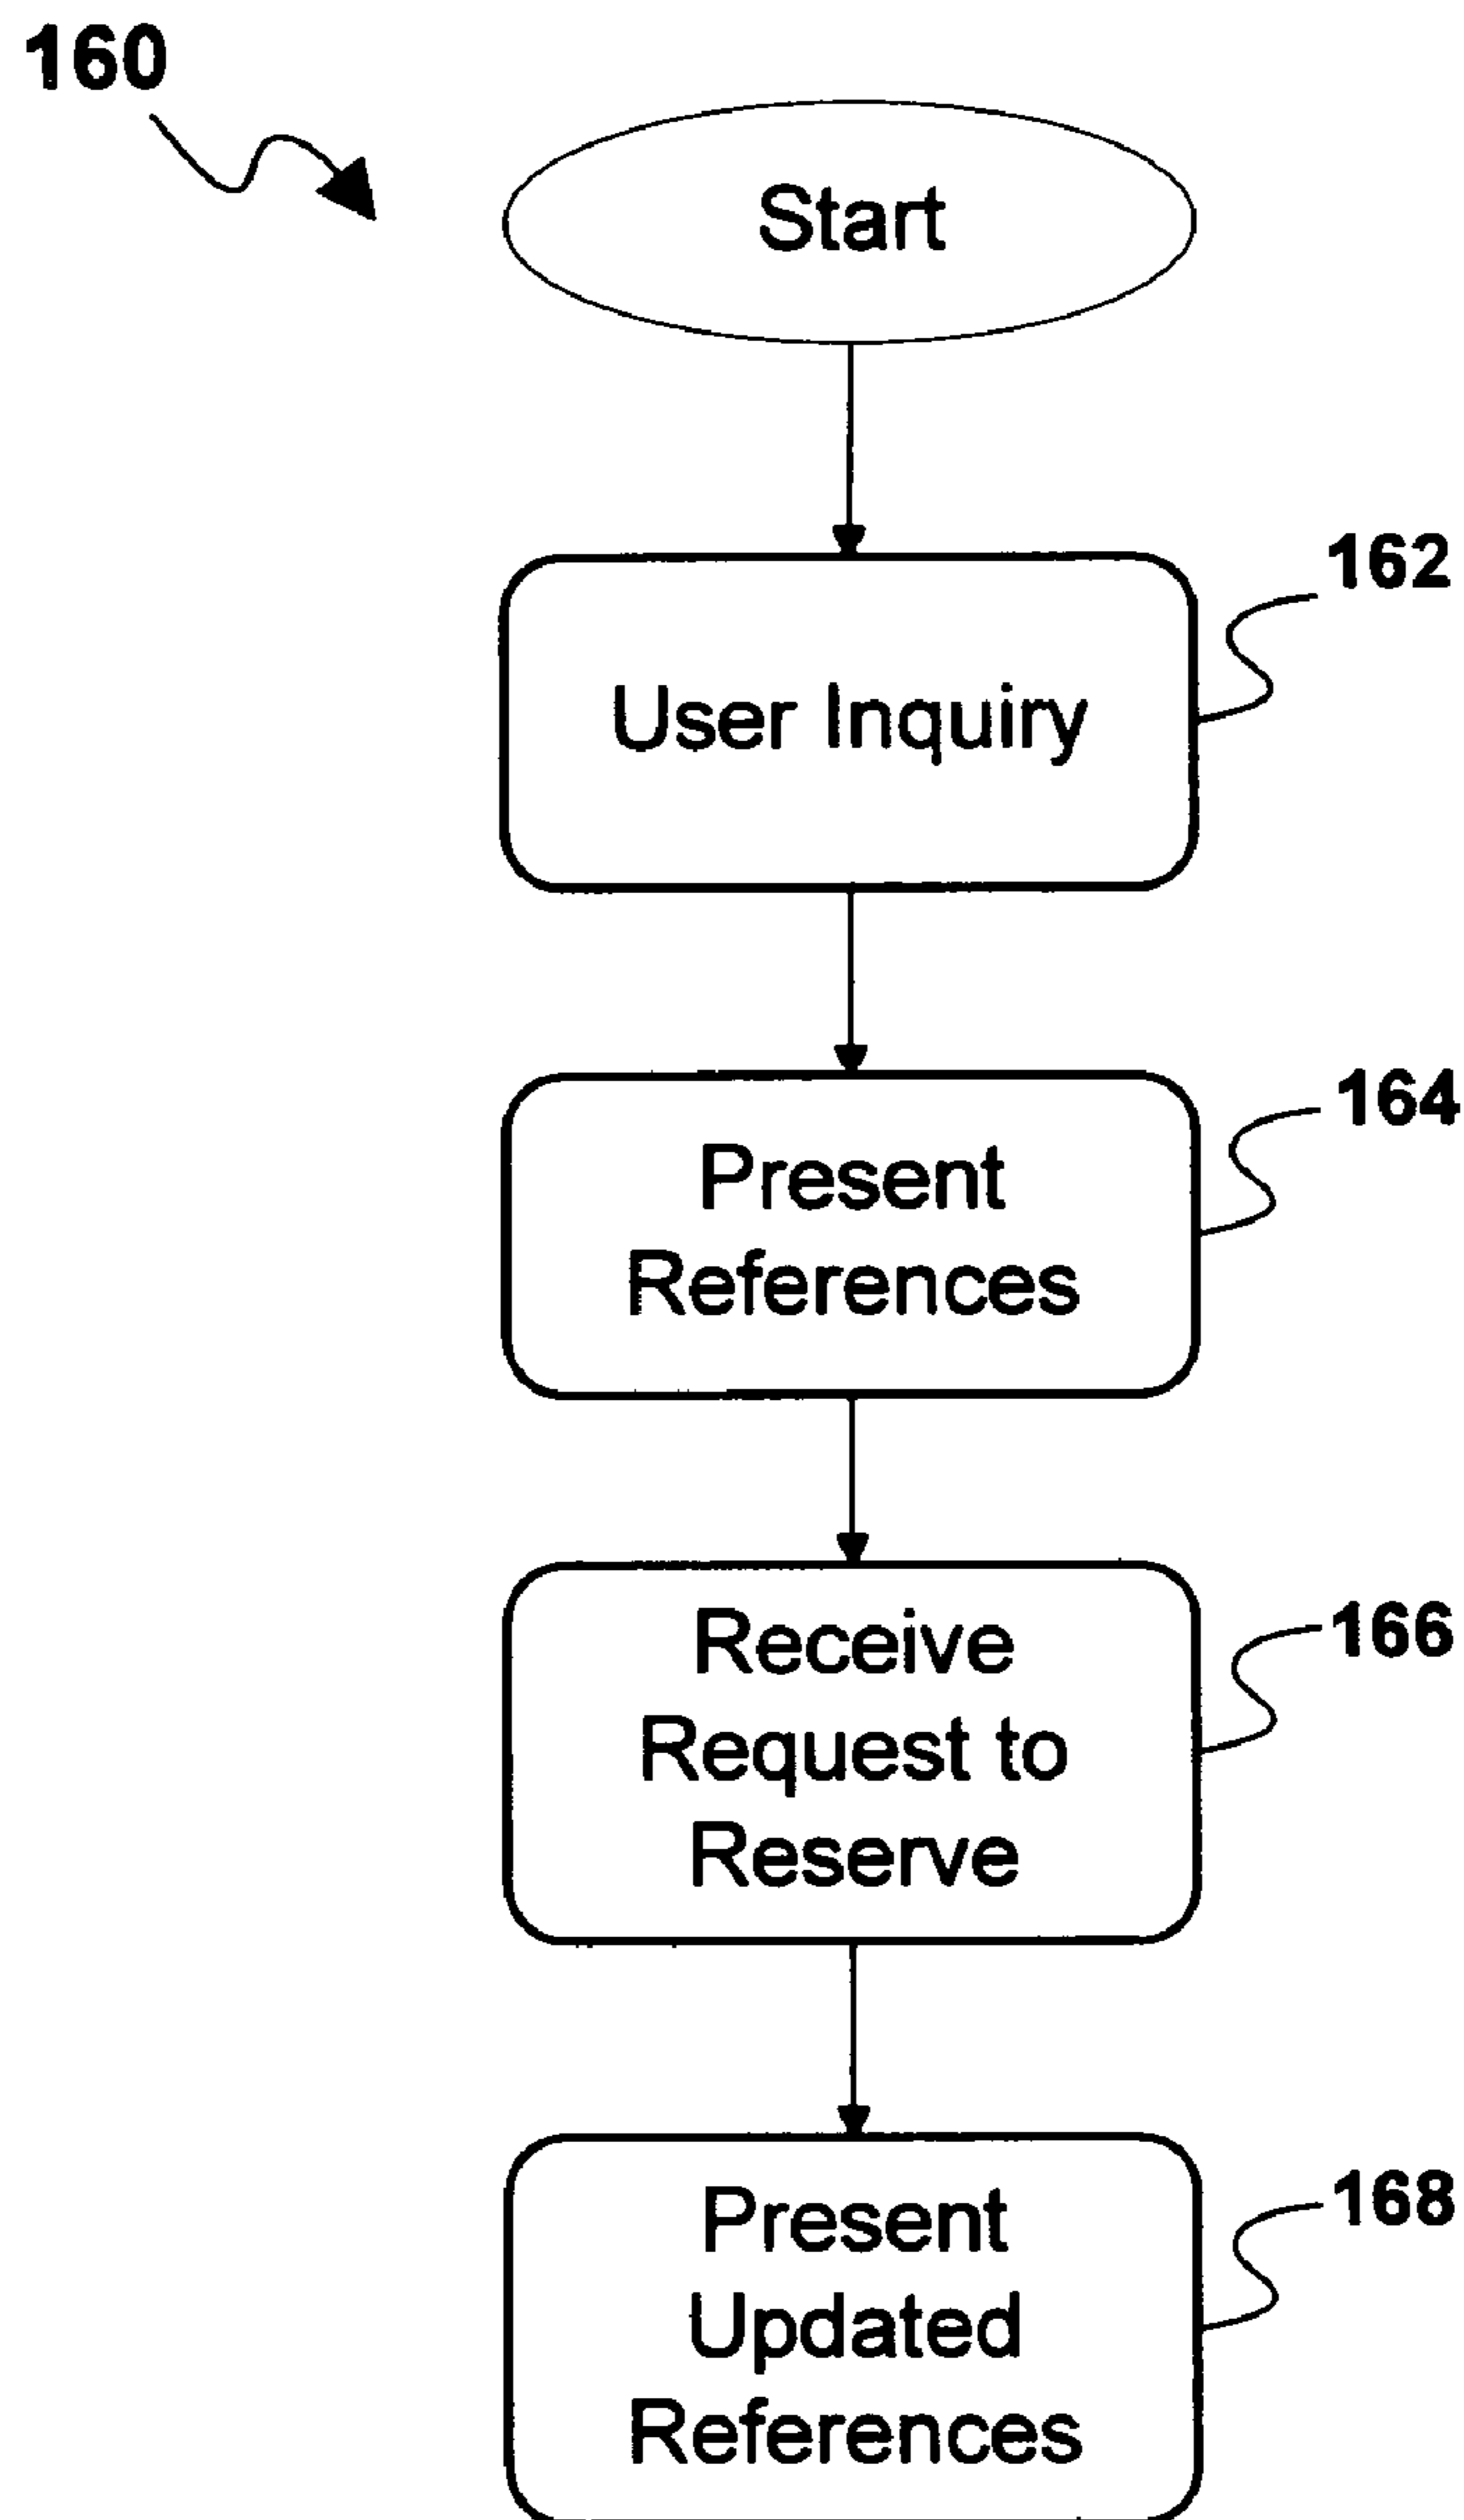 160
Start
162
User Inquiry
164
Present
References
166
Receive
Request to
Reserve
168
Present
Updated
References